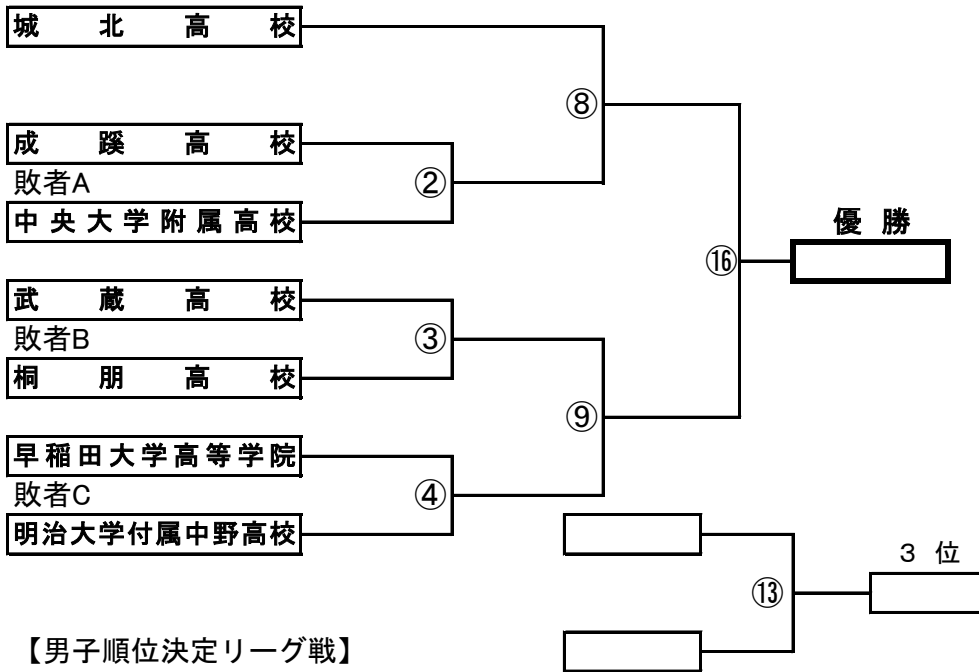 城北高校
⑧
成蹊高校
敗者A
②
中央大学附属高校
優勝
⑯
武蔵高校
敗者B
③
桐朋高校
⑨
早稲田大学高等学院
敗者C
④
明治大学付属中野高校
3位
⑬
【男子順位決定リーグ戦】